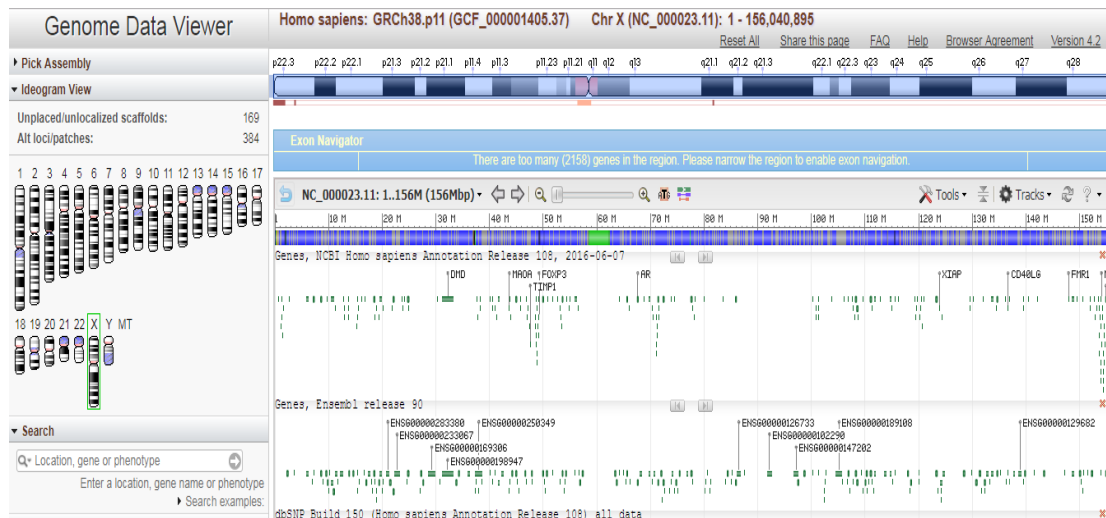 Genome Data Viewer
Homo sapiens: GRCh38.p11 (GCF_000001405.37) Chr X (NC_000023.11): 1 - 156,040,895
Reset All Share this page FAQ Help Browser Agreement Version 4.2
Pick Assembly
Ideogram View
Unplaced/unlocalized scaffolds: 169
Alt loci/patches: 384
1 2 3 4 5 6 7 8 9 10 11 12 13 14 15 16 17
18 19 20 21 22 X Y MT
Search
Location, gene or phenotype
Enter a location, gene name or phenotype
Search examples:
p22.3 p22.2 p22.1 p21.3 p21.2 p21.1 p11.4 p11.3 p11.23 p11.21 q11 q12 q13 q21.1 q21.2 q21.3 q22.1 q22.3 q23 q24 q25 q26 q27 q28
Exon Navigator
There are too many (2158) genes in the region. Please narrow the region to enable exon navigation.
NC_000023.11: 1..156M (156Mbp) Tools Tracks ?
10 M 20 M 30 M 40 M 50 M 60 M 70 M 80 M 90 M 100 M 110 M 120 M 130 M 140 M 150 M
Genes, NCBI Homo sapiens Annotation Release 108, 2016-06-07
DMD MAOA FOXP3 AR XIAP CD40LG FMR1
TIMP1
Genes, Ensembl release 90
ENSG00000283380 ENSG00000250349 ENSG00000126733 ENSG00000189108 ENSG00000129682
ENSG00000233067 ENSG00000102290
ENSG00000169306 ENSG00000147202
ENSG00000198947
dbSNP Build 150 (Homo sapiens Annotation Release 108) all data